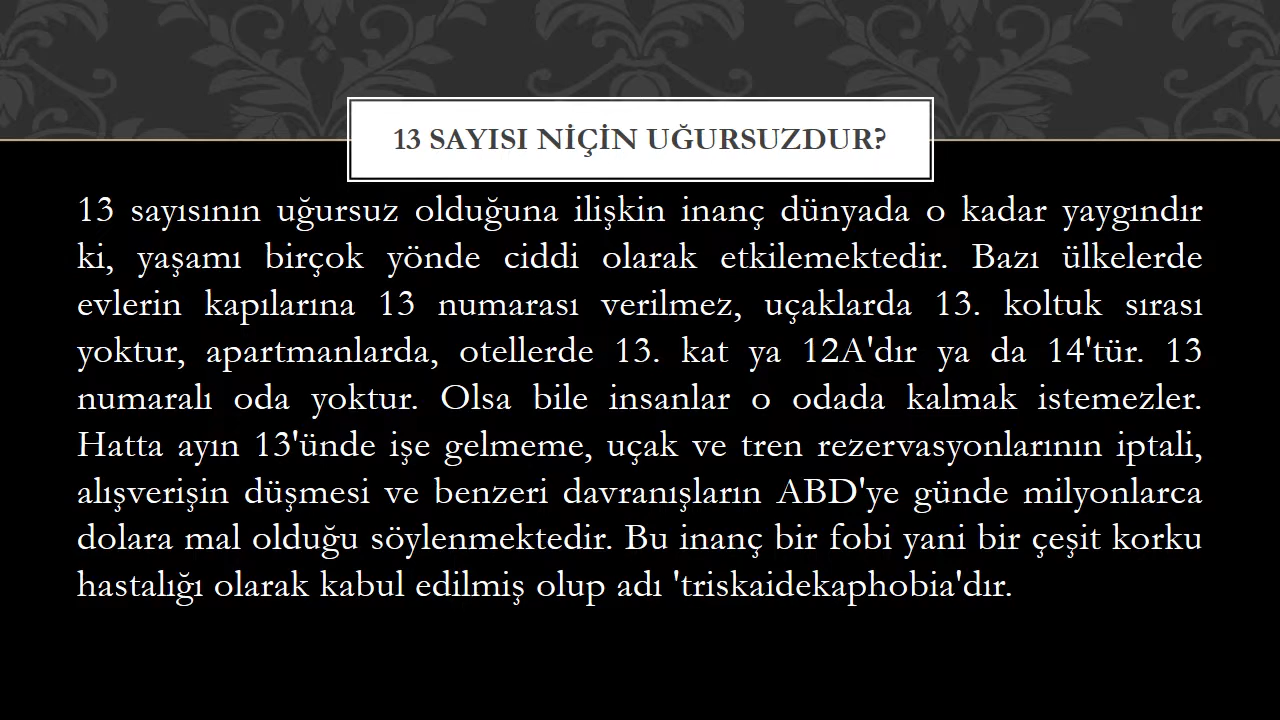 13 SAYISI NİÇİN UĞURSUZDUR?
13 sayısının uğursuz olduğuna ilişkin inanç dünyada o kadar yaygındır
ki, yaşamı birçok yönde ciddi olarak etkilemektedir. Bazı ülkelerde
evlerin kapılarına 13 numarası verilmez, uçaklarda 13. koltuk sırası
yoktur, apartmanlarda, otellerde 13. kat ya 12A'dır ya da 14'tür. 13
numaralı oda yoktur. Olsa bile insanlar o odada kalmak istemezler.
Hatta ayın 13'ünde işe gelmeme, uçak ve tren rezervasyonlarının iptali,
alışverişin düşmesi ve benzeri davranışların ABD'ye günde milyonlarca
dolara mal olduğu söylenmektedir. Bu inanç bir fobi yani bir çeşit korku
hastalığı olarak kabul edilmiş olup adı 'triskaidekaphobia'dır.